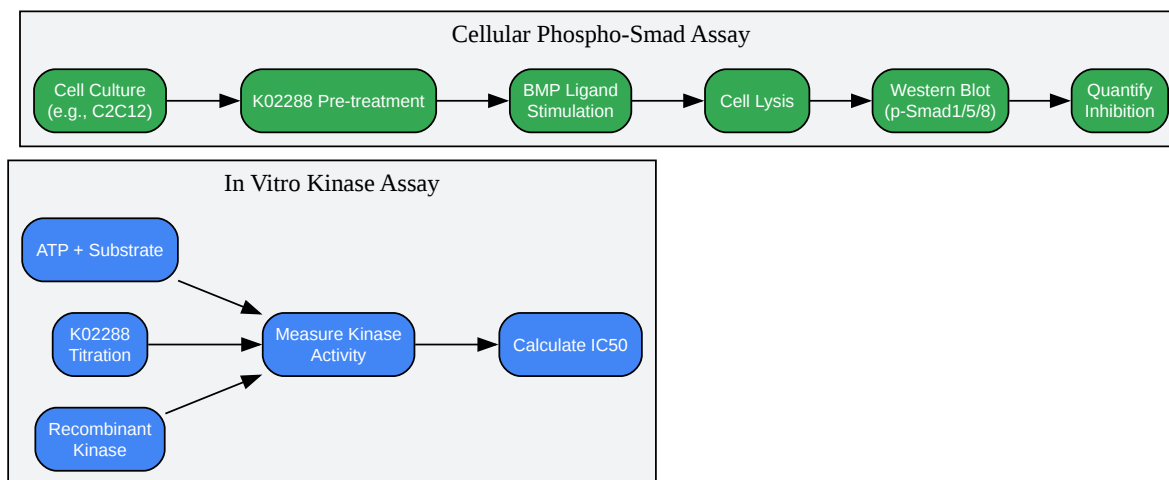 Cellular Phospho-Smad Assay
Cell Culture
(e.g., C2C12)
K02288 Pre-treatment
BMP Ligand
Stimulation
Cell Lysis
Western Blot
(p-Smad1/5/8)
Quantify
Inhibition
In Vitro Kinase Assay
ATP + Substrate
K02288
Titration
Recombinant
Kinase
Measure Kinase
Activity
Calculate IC50